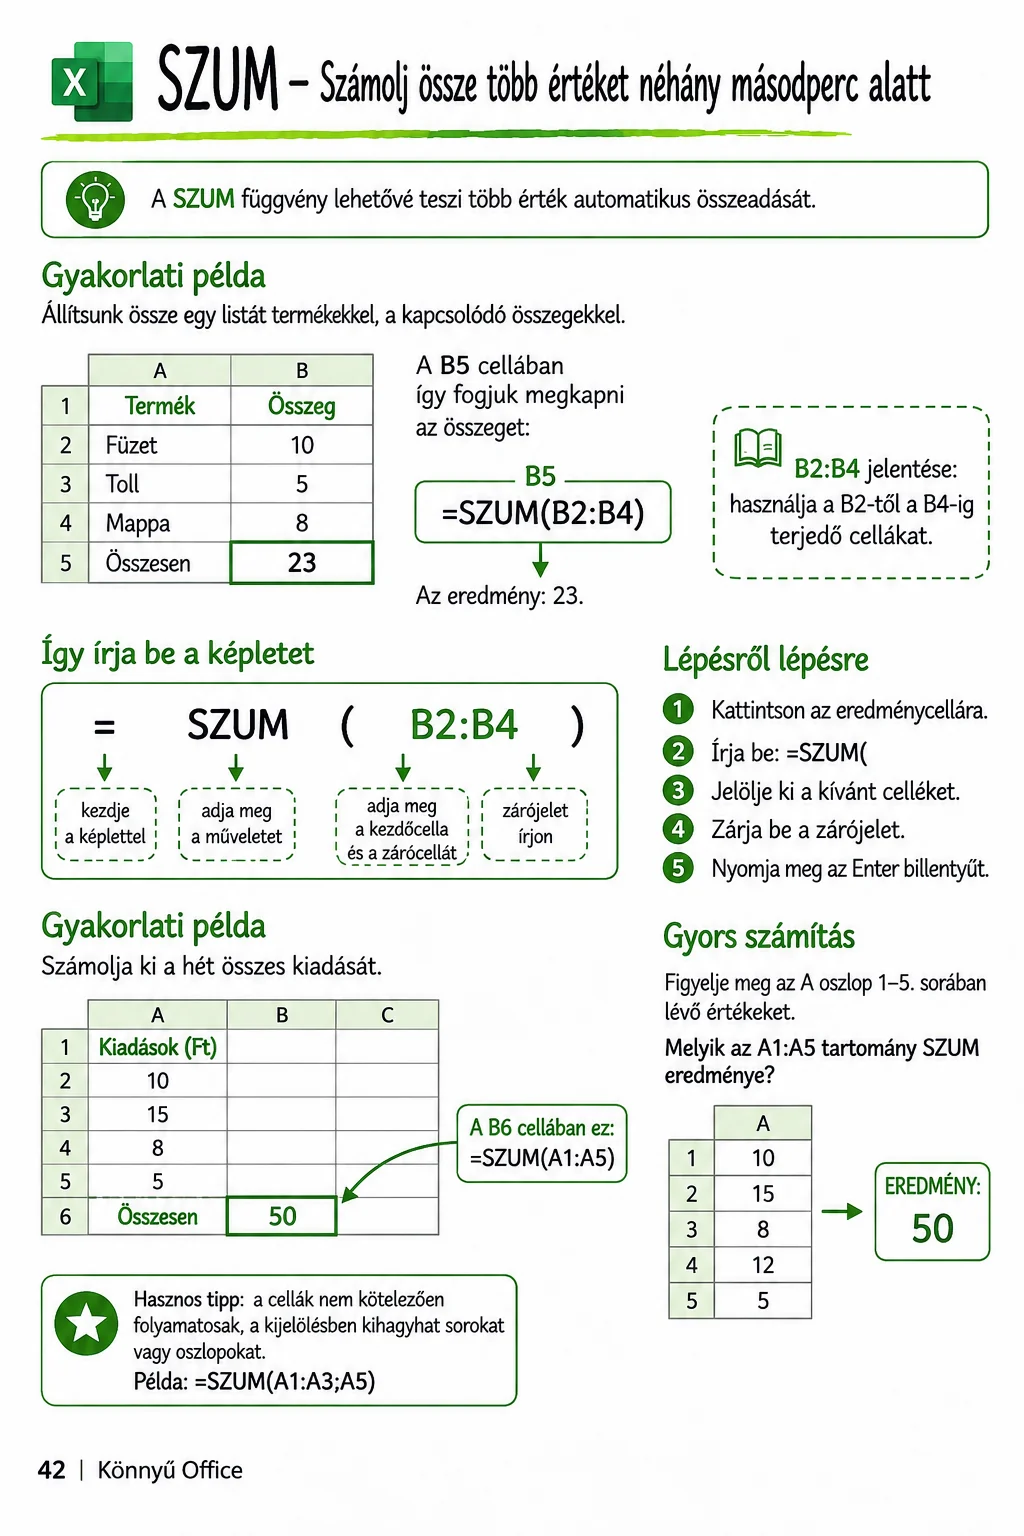 X
SZUM – Számolj össze több értéket néhány másodperc alatt
A SZUM függvény lehetővé teszi több érték automatikus összeadását.
Gyakorlati példa
Állítsunk össze egy listát termékekkel, a kapcsolódó összegekkel.
A B
1 Termék Összeg
2 Füzet 10
3 Toll 5
4 Mappa 8
5 Összesen 23
A B5 cellában
így fogjuk megkapni
az összeget:
B5
=SZUM(B2:B4)
Az eredmény: 23.
B2:B4 jelentése:
használja a B2-től a B4-ig
terjedő cellákat.
Így írja be a képletet
= SZUM ( B2:B4 )
kezdje
a képlettel
adja meg
a műveletet
adja meg
a kezdőcella
és a zárócellát
zárójelet
írjon
Lépésről lépésre
1 Kattintson az eredménycellára.
2 Írja be: =SZUM(
3 Jelölje ki a kívánt celléket.
4 Zárja be a zárójelet.
5 Nyomja meg az Enter billentyűt.
Gyakorlati példa
Számolja ki a hét összes kiadását.
A B C
1 Kiadások (Ft)
2 10
3 15
4 8
5 5
6 Összesen 50
A B6 cellában ez:
=SZUM(A1:A5)
Gyors számítás
Figyelje meg az A oszlop 1–5. sorában
lévő értékeket.
Melyik az A1:A5 tartomány SZUM
eredménye?
A
1 10
2 15
3 8
4 12
5 5
EREDMÉNY:
50
Hasznos tipp: a cellák nem kötelezően
folyamatosak, a kijelölésben kihagyhat sorokat
vagy oszlopokat.
Példa: =SZUM(A1:A3;A5)
42 | Könnyű Office